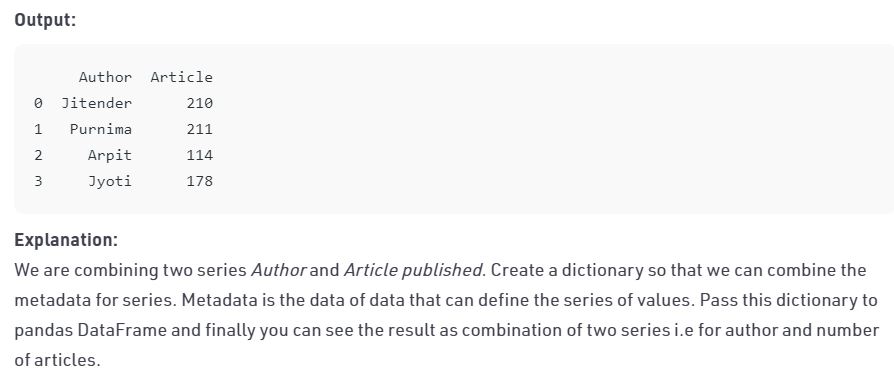 Output:
Author Article
0 Jitender 210
1 Purnima 211
2 Arpit 114
3 Jyoti 178
Explanation:
We are combining two series Author and Article published. Create a dictionary so that we can combine the
metadata for series. Metadata is the data of data that can define the series of values. Pass this dictionary to
pandas DataFrame and finally you can see the result as combination of two series i.e for author and number
of articles.